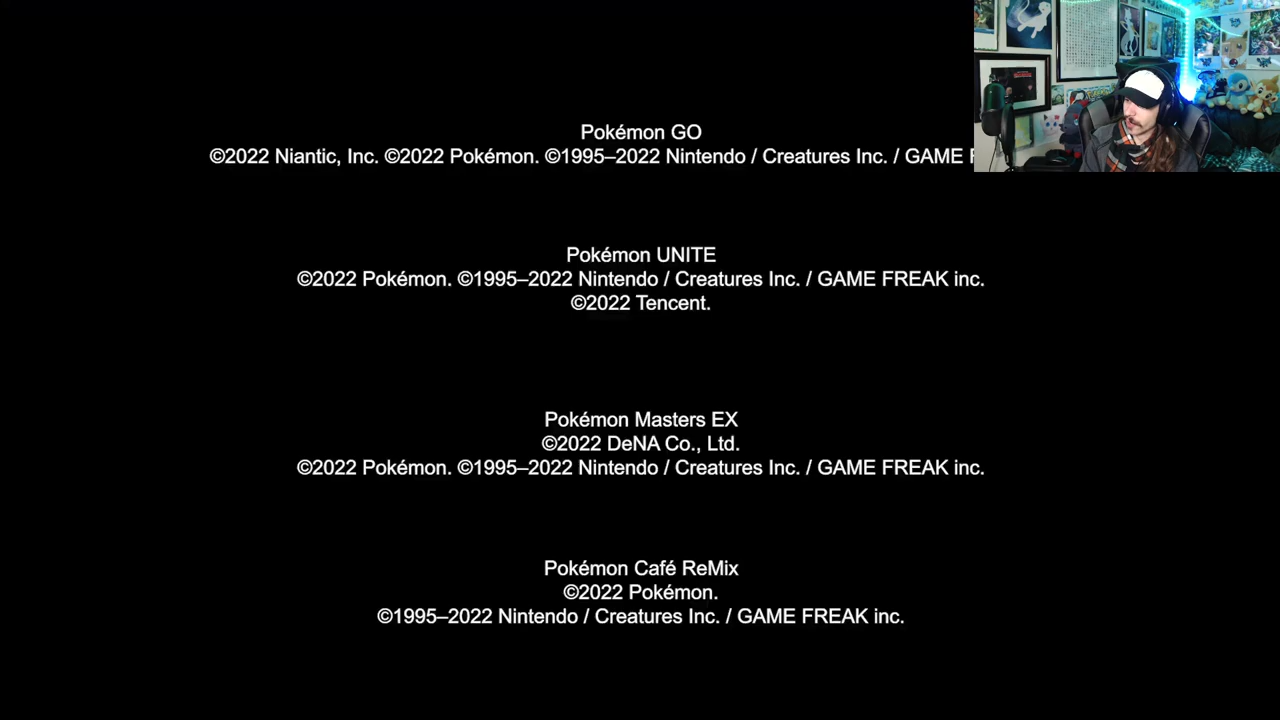 Pokémon GO
©2022 Niantic, Inc. ©2022 Pokémon. ©1995–2022 Nintendo / Creatures Inc. / GAME
Pokémon UNITE
©2022 Pokémon. ©1995–2022 Nintendo / Creatures Inc. / GAME FREAK inc.
©2022 Tencent.
Pokémon Masters EX
©2022 DeNA Co., Ltd.
©2022 Pokémon. ©1995–2022 Nintendo / Creatures Inc. / GAME FREAK inc.
Pokémon Café ReMix
©2022 Pokémon.
©1995–2022 Nintendo / Creatures Inc. / GAME FREAK inc.